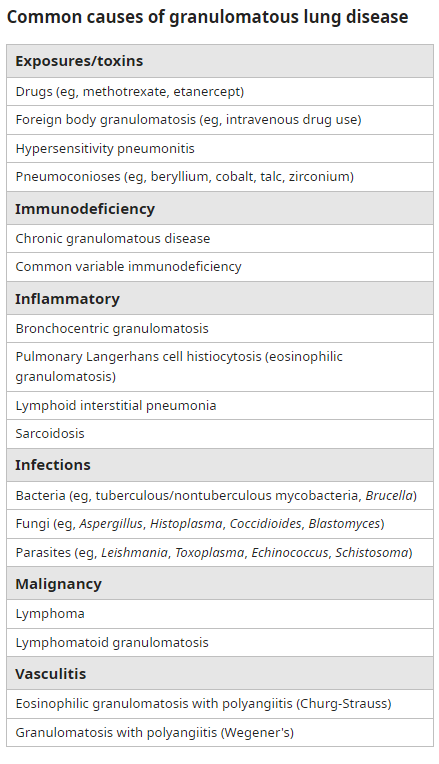 Common causes of granulomatous lung disease
Exposures/toxins
Drugs (eg, methotrexate, etanercept)
Foreign body granulomatosis (eg, intravenous drug use)
Hypersensitivity pneumonitis
Pneumoconioses (eg, beryllium, cobalt, talc, zirconium)
Immunodeficiency
Chronic granulomatous disease
Common variable immunodeficiency
Inflammatory
Bronchocentric granulomatosis
Pulmonary Langerhans cell histiocytosis (eosinophilic
granulomatosis)
Lymphoid interstitial pneumonia
Sarcoidosis
Infections
Bacteria (eg, tuberculous/nontuberculous mycobacteria, Brucella)
Fungi (eg, Aspergillus, Histoplasma, Coccidioides, Blastomyces)
Parasites (eg, Leishmania, Toxoplasma, Echinococcus, Schistosoma)
Malignancy
Lymphoma
Lymphomatoid granulomatosis
Vasculitis
Eosinophilic granulomatosis with polyangiitis (Churg-Strauss)
Granulomatosis with polyangiitis (Wegener's)